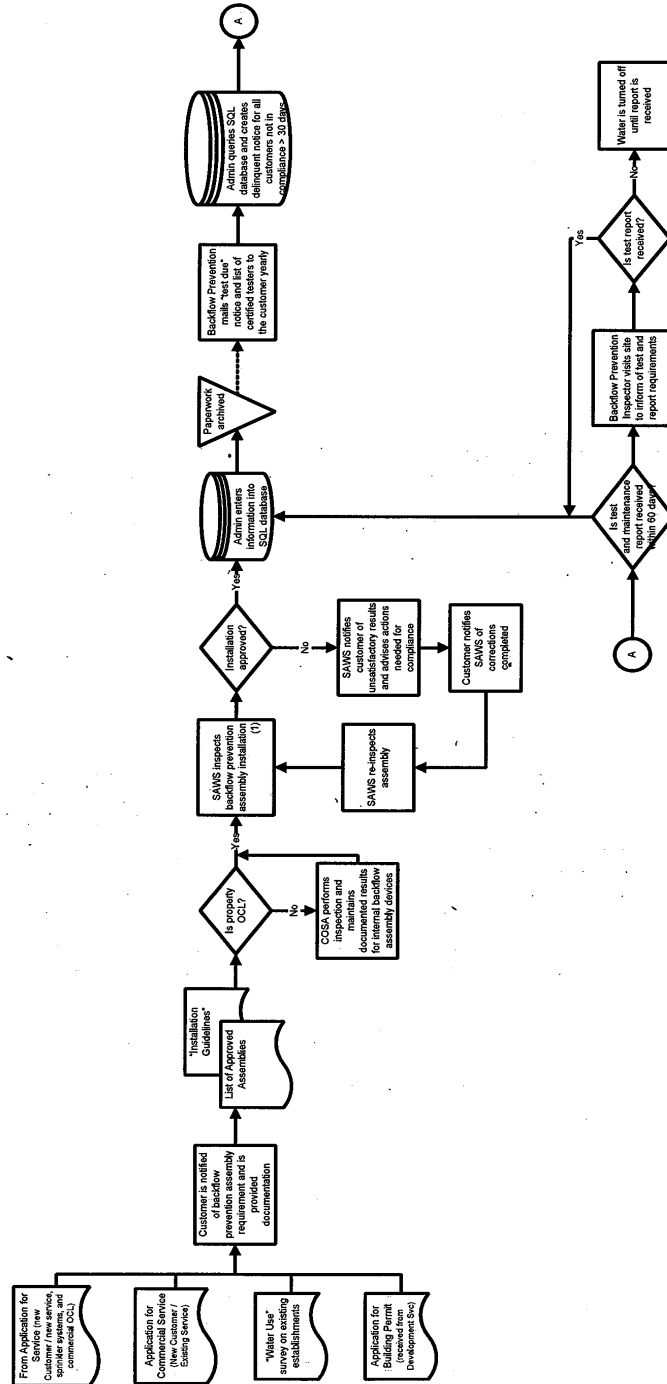 From Application for
Service (new
Customer / new service,
sprinkler systems, and
commercial OCL)
Application for
Commercial Service
(New Customer /
Existing Service)
"Water Use"
survey on existing
establishments
Application for
Building Permit
(received from
Development Svc)
Customer is notified
of backflow
prevention assembly
requirement and is
provided
documentation
"Installation
Guidelines"
List of Approved
Assemblies
Is property
OCL?
No
COSA performs
inspection and
maintains
documented results
for internal backflow
assembly devices
Yes
SAWS inspects
backflow prevention
assembly installation
(1)
Installation
approved?
No
SAWS notifies
customer of
unsatisfactory results
and advises actions
needed for
compliance
Customer notifies
SAWS of
corrections
completed
SAWS re-inspects
assembly
Yes
Admin enters
information into
SQL database
Paperwork
archived
Backflow Prevention
mails "test due"
notice and list of
certified testers to
the customer yearly
Admin queries SQL
database and creates
delinquent notice for all
customers not in
compliance > 30 days
A
A
Is test
and maintenance
report received
within 60 days?
Backflow Prevention
Inspector visits site
to inform of test and
report requirements
Is test report
received?
Yes
No
Water is turned off
until report is
received